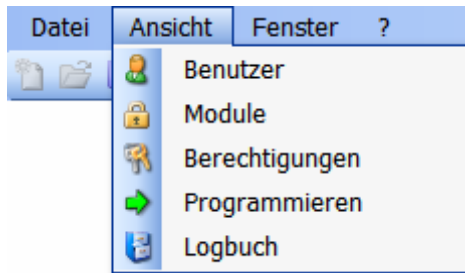 Datei Ansicht Fenster ?
Benutzer
Module
Berechtigungen
Programmieren
Logbuch